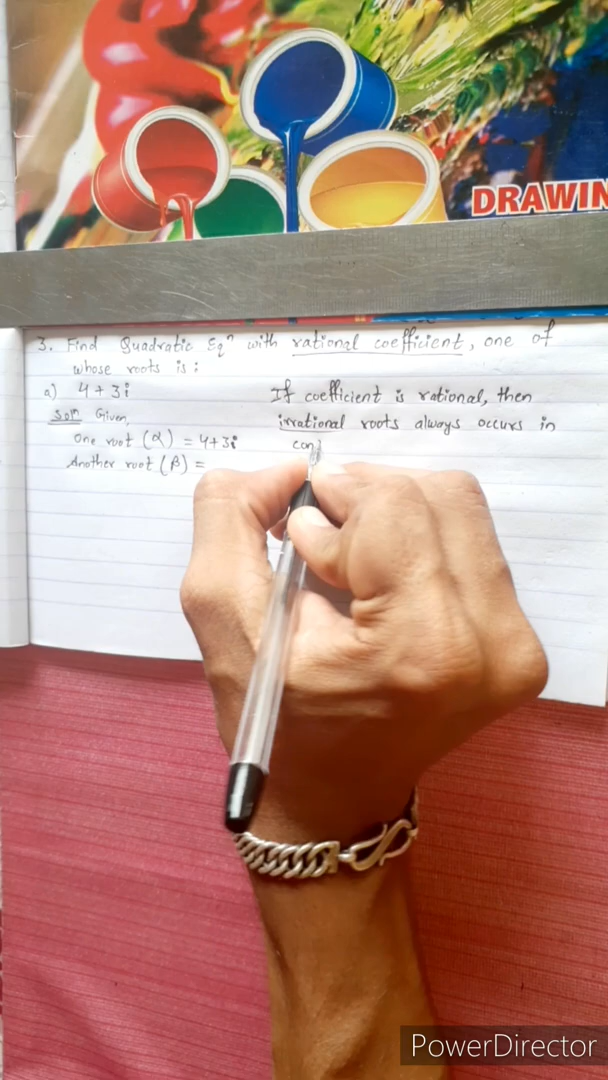 DRAWIN
3. Find Quadratic Eqⁿ with rational coefficient, one of
whose roots is:
a) 4 + 3i
Solⁿ Given,
One root (α) = 4+3i
Another root (β) =
If coefficient is rational, then
irrational roots always occurs in
conj
PowerDirector